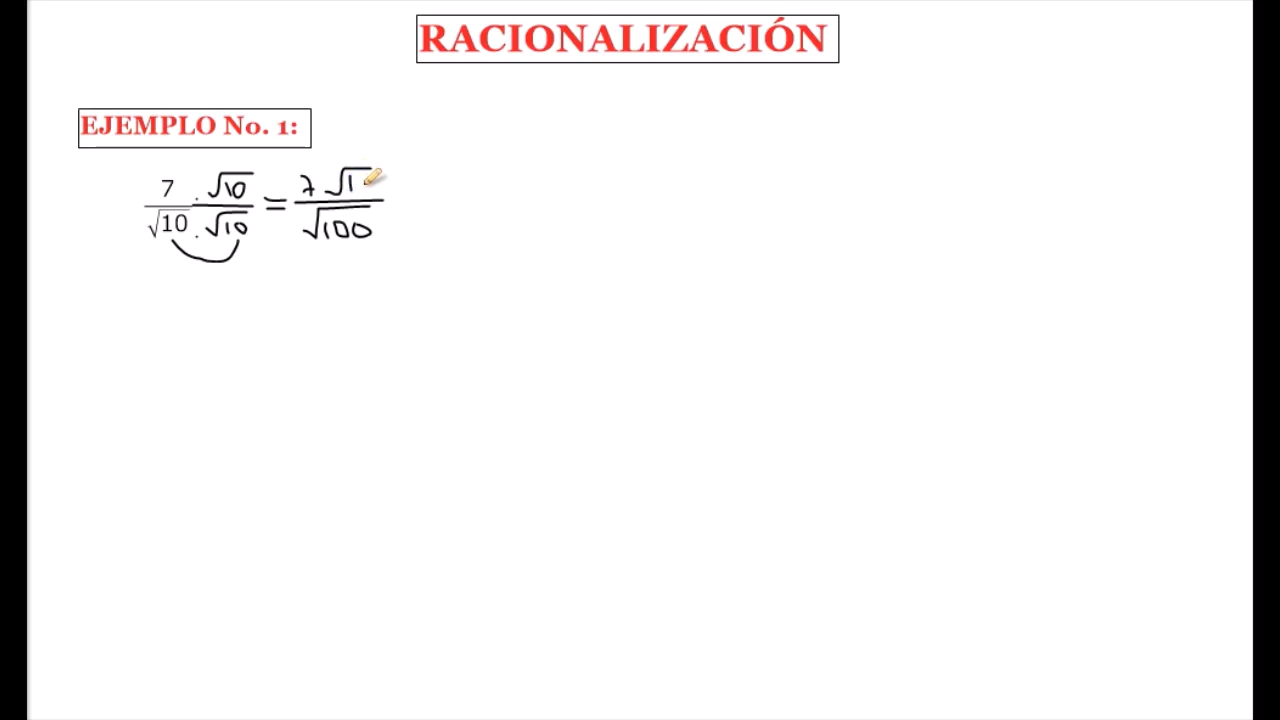 RACIONALIZACIÓN
EJEMPLO No. 1:
7/√10 · √10/√10 = 7√1/√100